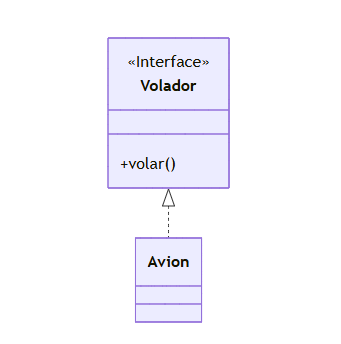 «Interface»
Volador
+volar()
Avion